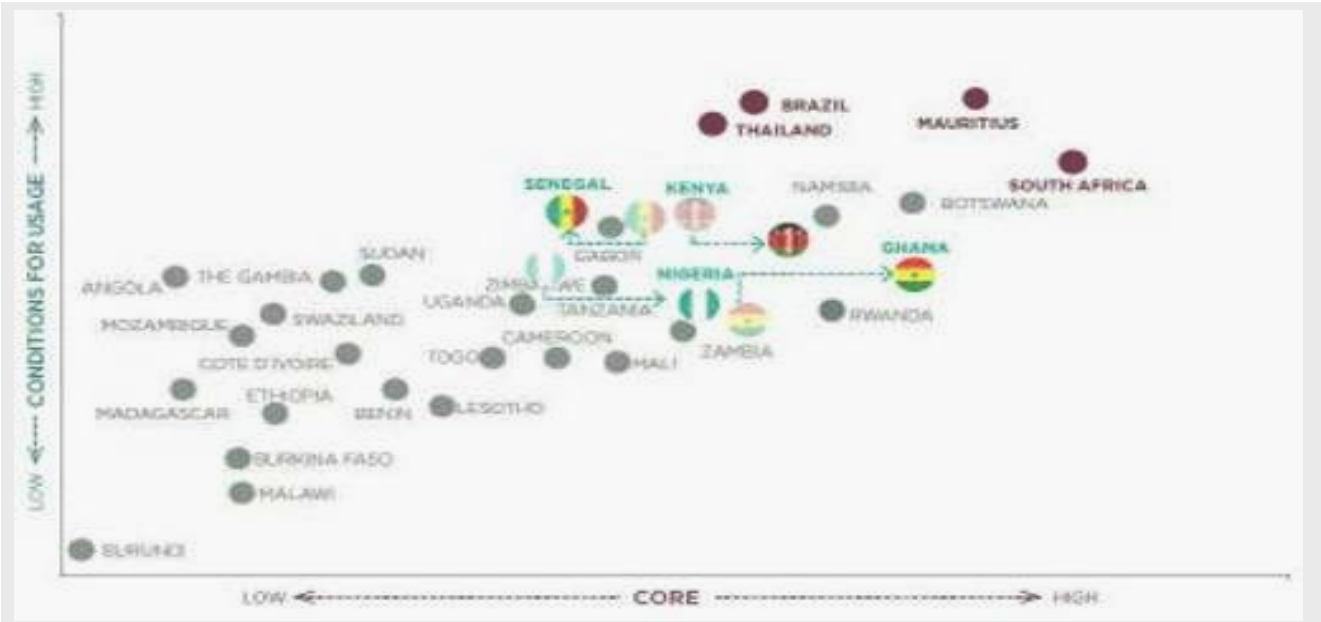 HIGH
LOW <---- CONDITIONS FOR USAGE ---->
BRAZIL
THAILAND
MAURITIUS
SOUTH AFRICA
SENEGAL
KENYA
NAMIBIA
BOTSWANA
GABON
GHANA
SUDAN
THE GAMBIA
ANGOLA
NIGERIA
UGANDA
TANZANIA
RWANDA
SWAZILAND
MOZAMBIQUE
CAMEROON
ZAMBIA
COTE D'IVOIRE
TOGO
MALI
ETHIOPIA
MADAGASCAR
BENIN
LESOTHO
BURKINA FASO
MALAWI
BURUNDI
LOW <---- CORE ----> HIGH